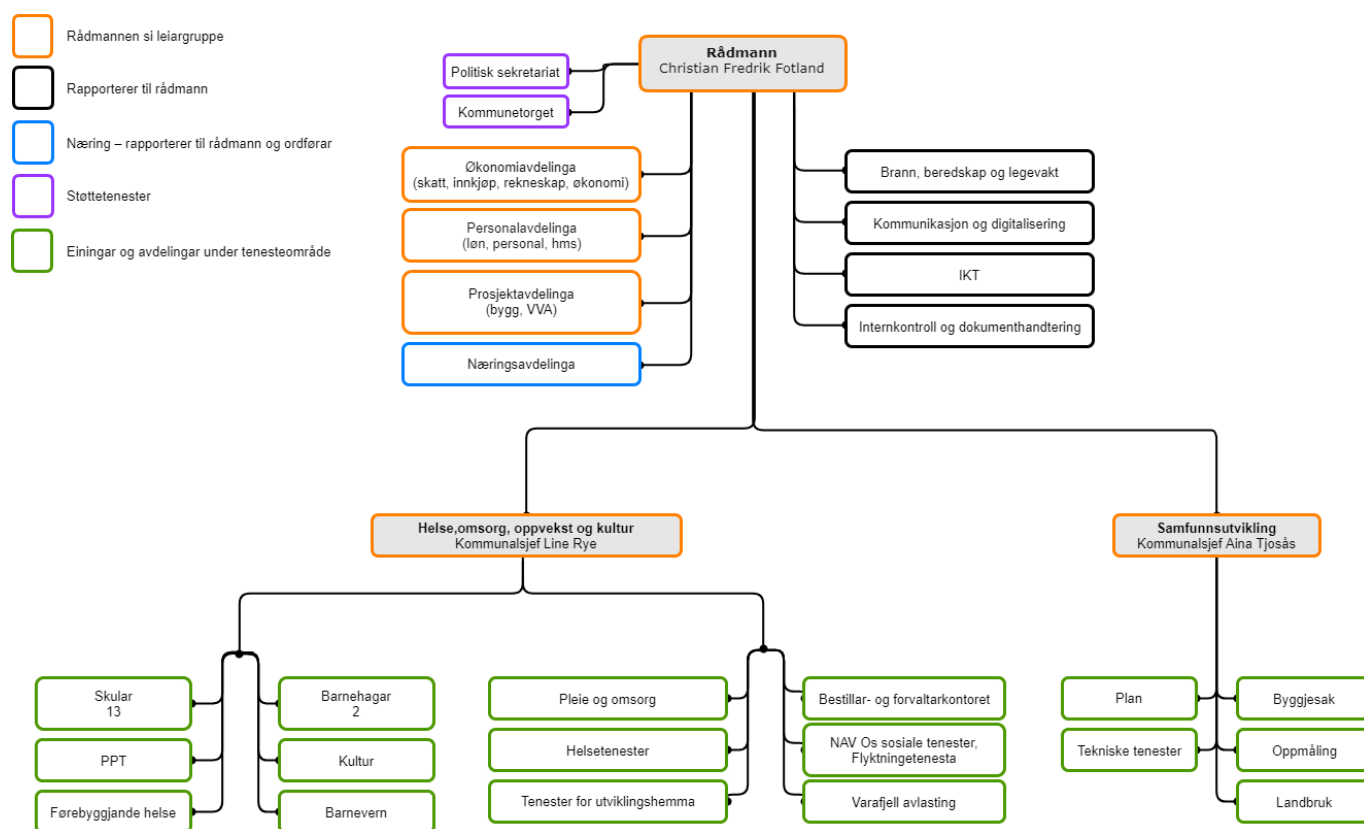 Rådmannen si leiargruppe
Rapporterer til rådmann
Næring – rapporterer til rådmann og ordførar
Støttetenester
Einingar og avdelingar under tenesteområde
Rådmann
Christian Fredrik Fotland
Politisk sekretariat
Kommunetorget
Økonomiavdelinga
(skatt, innkjøp, rekneskap, økonomi)
Personalavdelinga
(løn, personal, hms)
Prosjektavdelinga
(bygg, VVA)
Næringsavdelinga
Brann, beredskap og legevakt
Kommunikasjon og digitalisering
IKT
Internkontroll og dokumenthandtering
Helse,omsorg, oppvekst og kultur
Kommunalsjef Line Rye
Samfunnsutvikling
Kommunalsjef Aina Tjosås
Skular
13
Barnehagar
2
PPT
Kultur
Førebyggjande helse
Barnevern
Pleie og omsorg
Bestillar- og forvaltarkontoret
Helsetenester
NAV Os sosiale tenester,
Flyktningetenesta
Tenester for utviklingshemma
Varafjell avlasting
Plan
Byggjesak
Tekniske tenester
Oppmåling
Landbruk